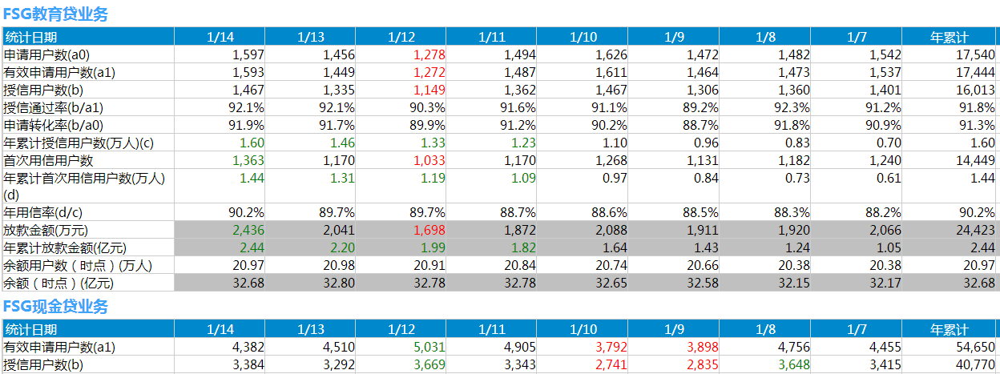 FSG教育贷业务
统计日期 1/14 1/13 1/12 1/11 1/10 1/9 1/8 1/7 年累计
申请用户数(a0) 1,597 1,456 1,278 1,494 1,626 1,472 1,482 1,542 17,540
有效申请用户数(a1) 1,593 1,449 1,272 1,487 1,611 1,464 1,473 1,537 17,444
授信用户数(b) 1,467 1,335 1,149 1,362 1,467 1,306 1,360 1,401 16,013
授信通过率(b/a1) 92.1% 92.1% 90.3% 91.6% 91.1% 89.2% 92.3% 91.2% 91.8%
申请转化率(b/a0) 91.9% 91.7% 89.9% 91.2% 90.2% 88.7% 91.8% 90.9% 91.3%
年累计授信用户数(万人)(c) 1.60 1.46 1.33 1.23 1.10 0.96 0.83 0.70 1.60
首次用信用户数 1,363 1,170 1,033 1,170 1,268 1,131 1,182 1,240 14,449
年累计首次用信用户数(万人) 1.44 1.31 1.19 1.09 0.97 0.84 0.73 0.61 1.44
(d)
年用信率(d/c) 90.2% 89.7% 89.7% 88.7% 88.6% 88.5% 88.3% 88.2% 90.2%
放款金额(万元) 2,436 2,041 1,698 1,872 2,088 1,911 1,920 2,066 24,423
年累计放款金额(亿元) 2.44 2.20 1.99 1.82 1.64 1.43 1.24 1.05 2.44
余额用户数（时点）(万人) 20.97 20.98 20.91 20.84 20.74 20.66 20.38 20.38 20.97
余额（时点）(亿元) 32.68 32.80 32.78 32.78 32.65 32.58 32.15 32.17 32.68
FSG现金贷业务
统计日期 1/14 1/13 1/12 1/11 1/10 1/9 1/8 1/7 年累计
有效申请用户数(a1) 4,382 4,510 5,031 4,905 3,792 3,898 4,756 4,455 54,650
授信用户数(b) 3,384 3,292 3,669 3,343 2,741 2,835 3,648 3,415 40,770